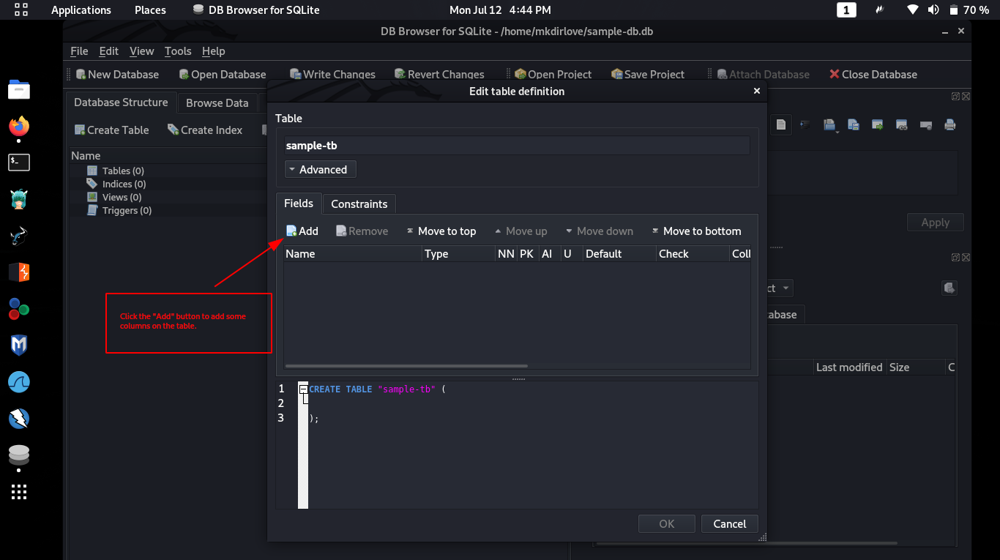 Applications Places DB Browser for SQLite Mon Jul 12 4:44 PM 1 70 %
DB Browser for SQLite - /home/mkdirlove/sample-db.db
File Edit View Tools Help
New Database Open Database Write Changes Revert Changes Open Project Save Project Attach Database Close Database
Edit table definition
Database Structure Browse Data
Table
Create Table Create Index
sample-tb
Name
Advanced
Tables (0)
Indices (0)
Views (0)
Triggers (0)
Fields Constraints
Apply
Add Remove Move to top Move up Move down Move to bottom
Name Type NN PK AI U Default Check Coll
ct
Click the "Add" button to add some
columns on the table.
abase
Last modified Size C
1 CREATE TABLE "sample-tb" (
2
3 );
OK Cancel